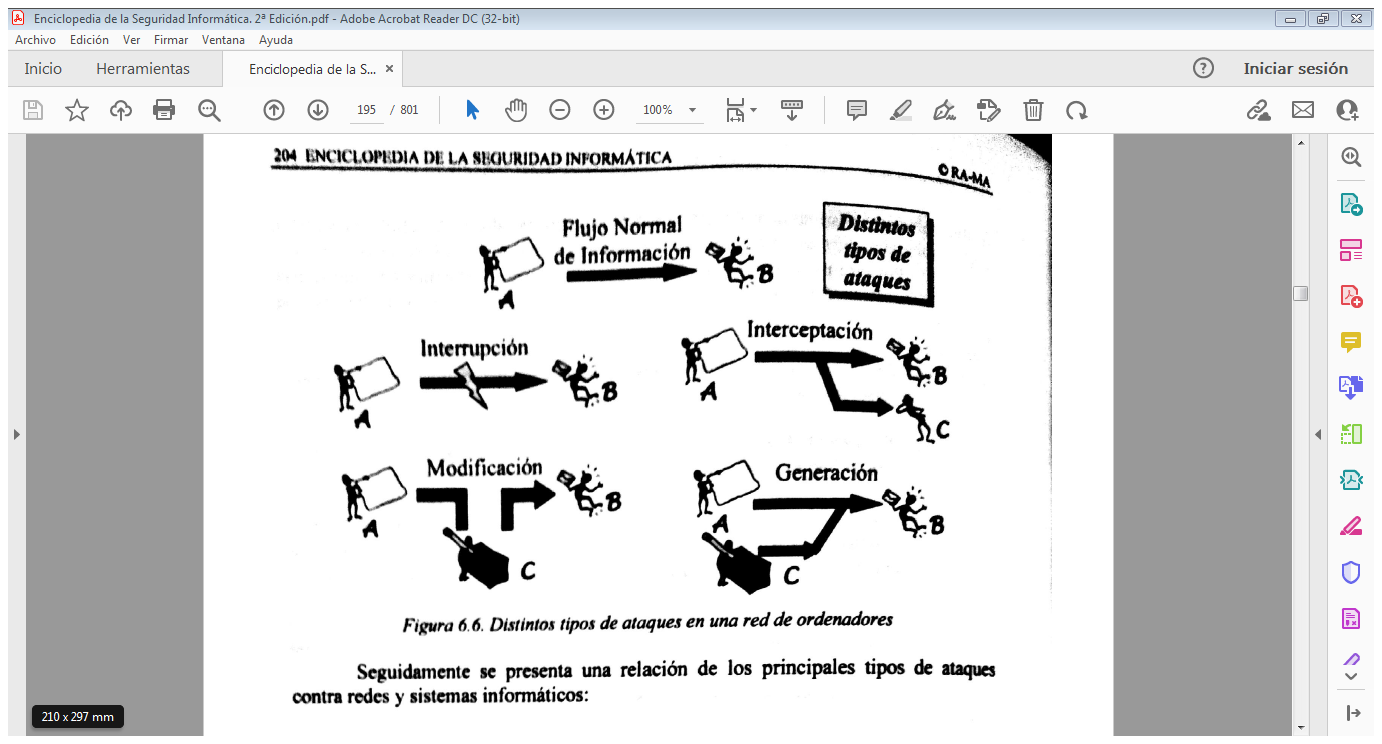 Enciclopedia de la Seguridad Informática. 2ª Edición.pdf - Adobe Acrobat Reader DC (32-bit)
Archivo Edición Ver Firmar Ventana Ayuda
Inicio Herramientas Enciclopedia de la S... × ? Iniciar sesión
195 / 801 100%
204 ENCICLOPEDIA DE LA SEGURIDAD INFORMÁTICA
© RA-MA
Flujo Normal
de Información
A
B
Distintos
tipos de
ataques
Interrupción
A
B
Interceptación
A
B
C
Modificación
A
B
C
Generación
A
B
C
Figura 6.6. Distintos tipos de ataques en una red de ordenadores
Seguidamente se presenta una relación de los principales tipos de ataques
contra redes y sistemas informáticos:
210 x 297 mm